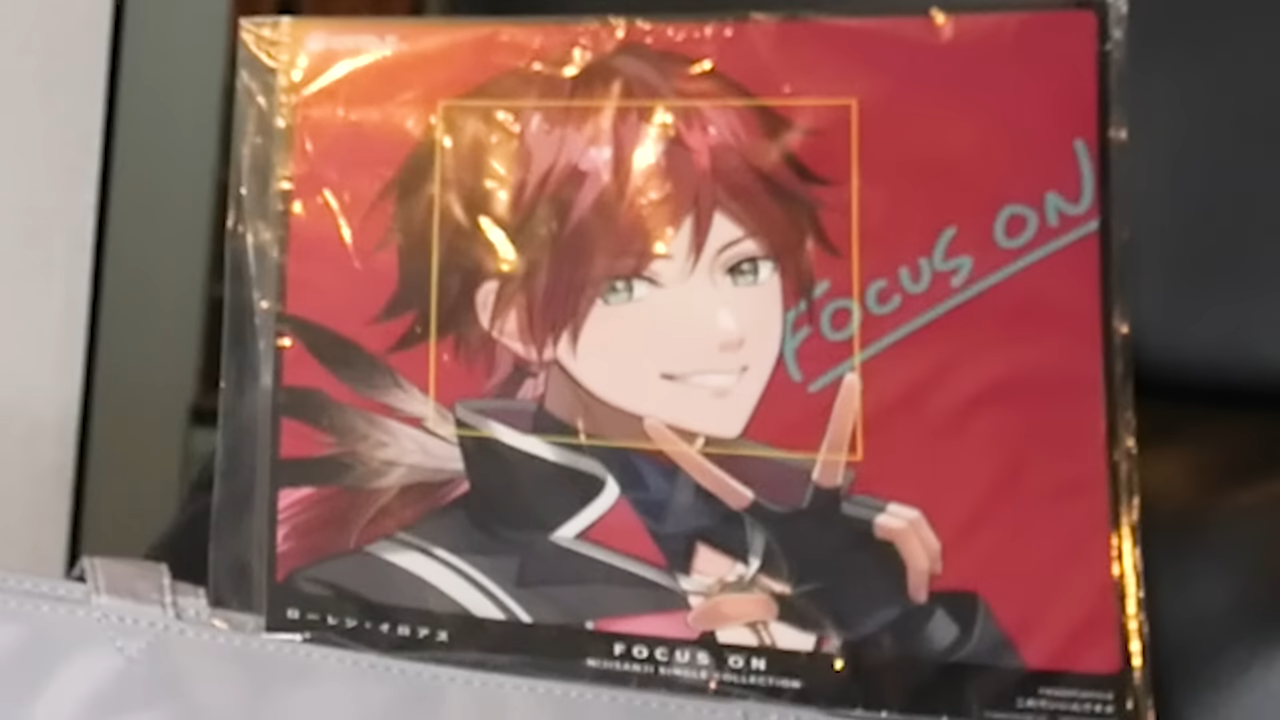 FOCUS ON
ローレン・イロアス
FOCUS ON
NIJISANJI SINGLE COLLECTION